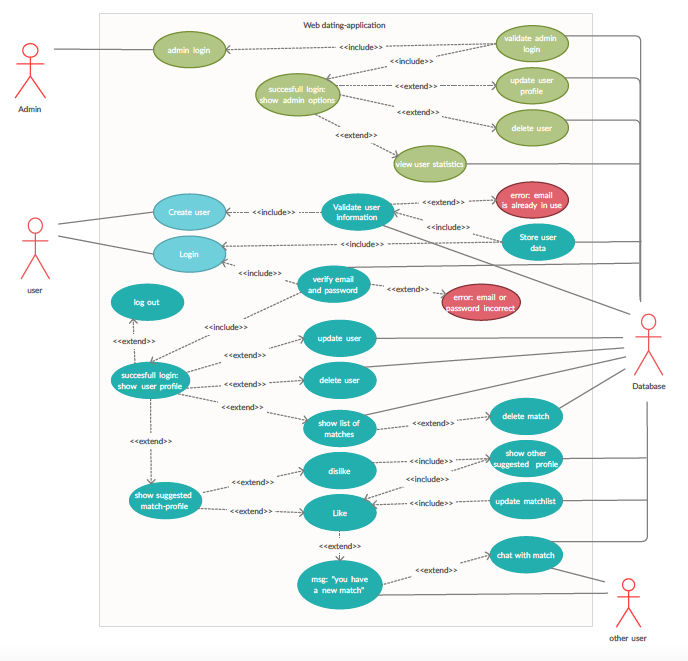 Web dating-application
admin login
<<include>>
validate admin
login
<<include>>
succesfull login:
show admin options
<<extend>>
update user
profile
<<extend>>
delete user
<<extend>>
view user statistics
Admin
Create user
<<include>>
Validate user
information
<<extend>>
error: email
is already in use
<<include>>
Store user
data
Login
<<include>>
user
<<include>>
verify email
and password
<<extend>>
error: email or
password incorrect
log out
<<include>>
<<extend>>
update user
<<extend>>
succesfull login:
show user profile
<<extend>>
delete user
<<extend>>
Database
show list of
matches
<<extend>>
delete match
<<extend>>
dislike
<<include>>
show other
suggested profile
<<include>>
<<extend>>
show suggested
match-profile
<<extend>>
Like
<<include>>
update matchlist
<<extend>>
chat with match
<<extend>>
msg: "you have
a new match"
other user